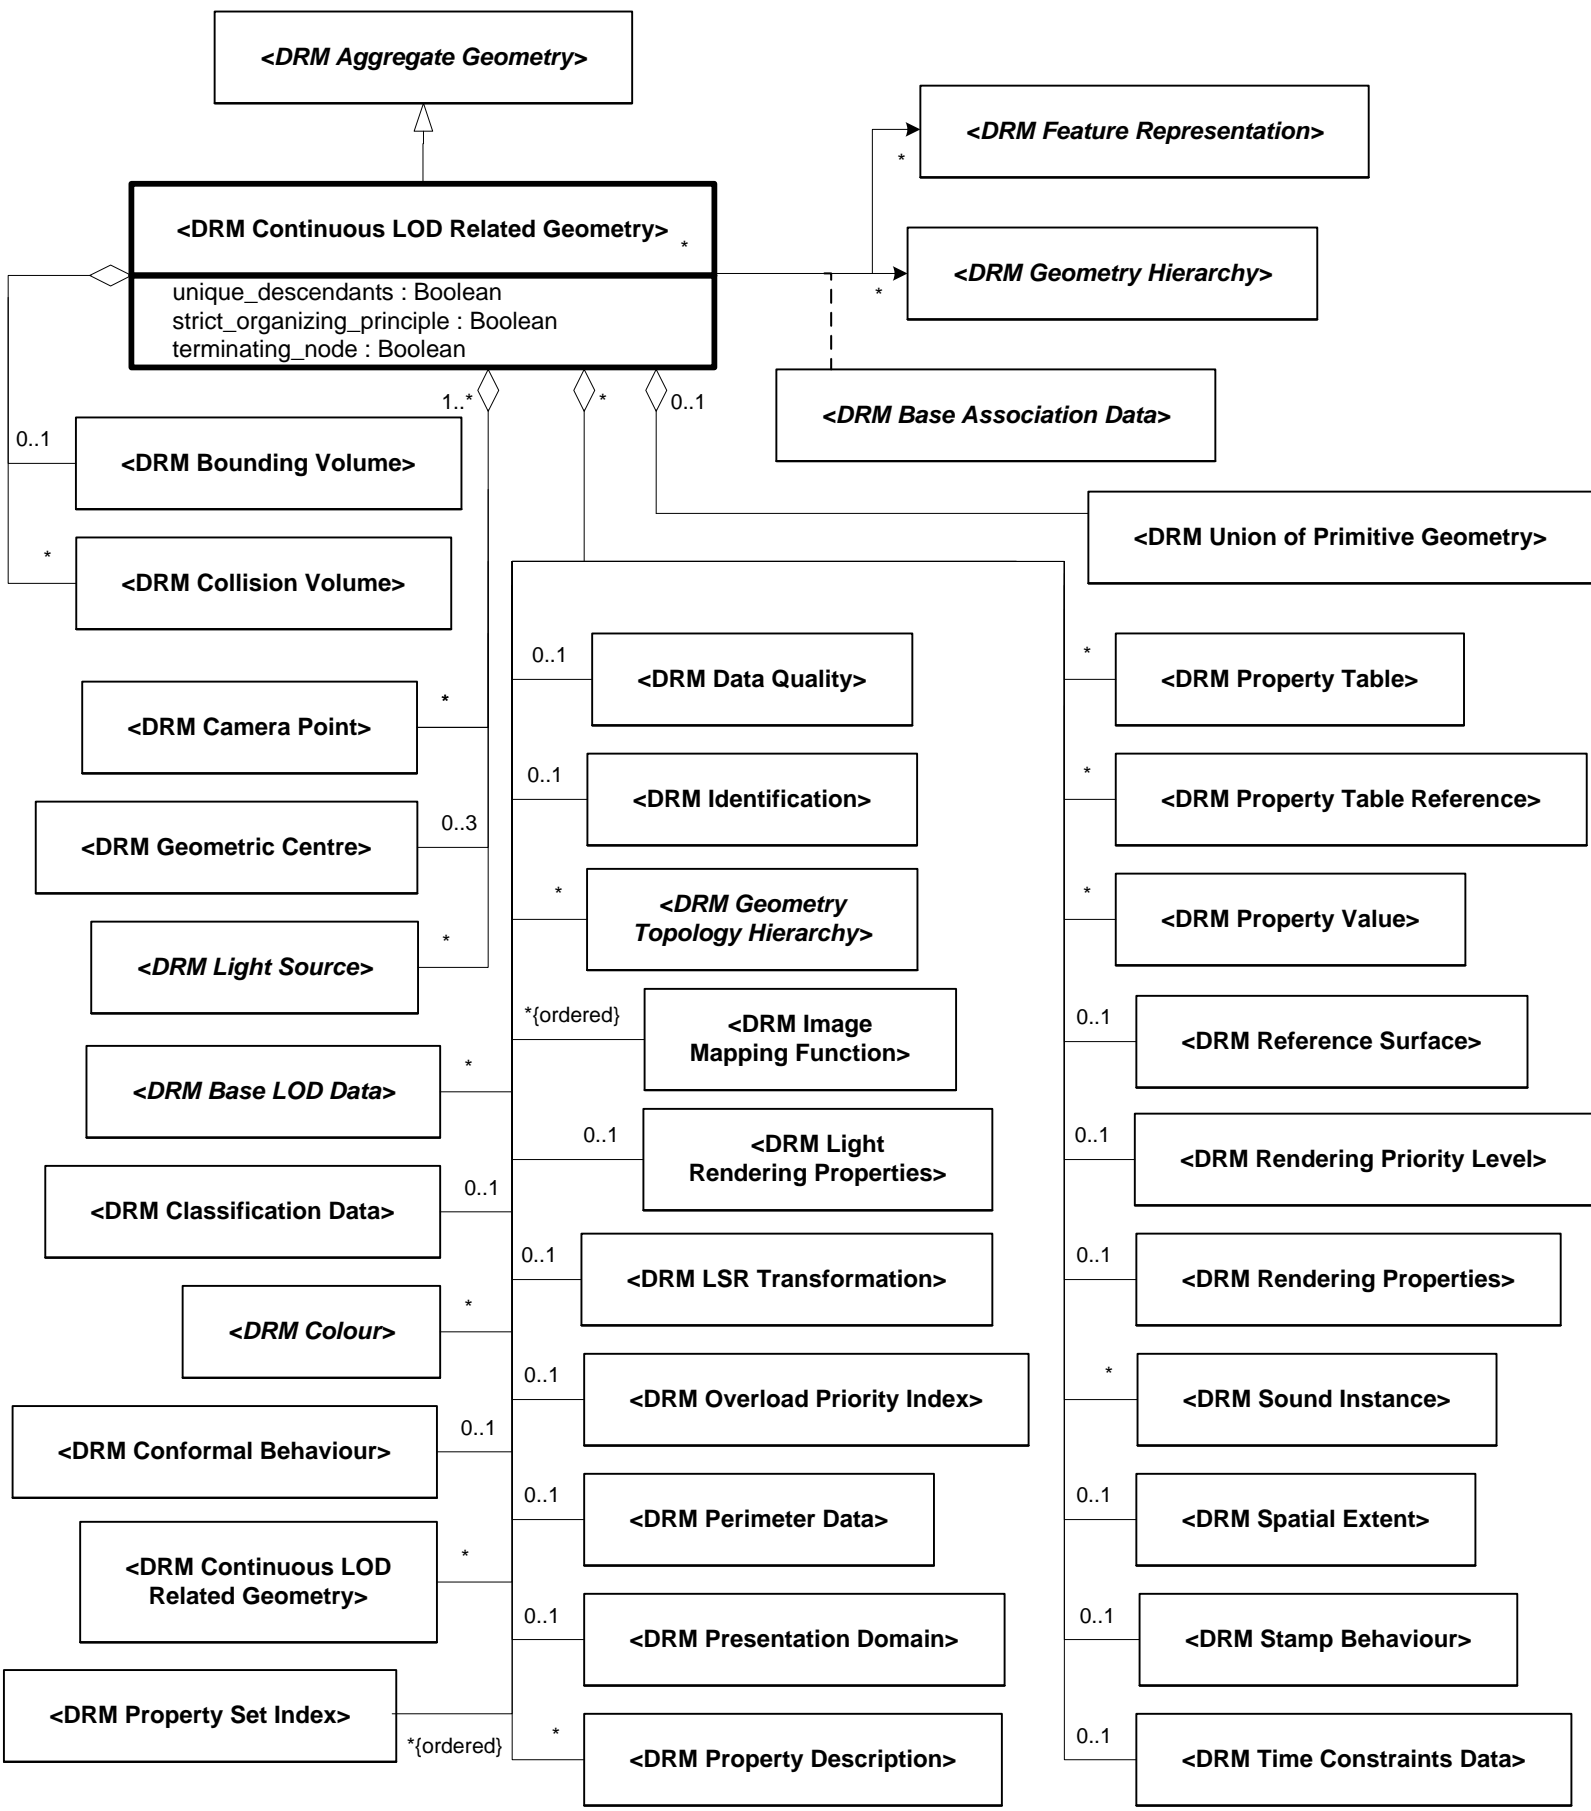 <DRM Aggregate Geometry>
<DRM Feature Representation>
*
<DRM Continuous LOD Related Geometry>
*
<DRM Geometry Hierarchy>
*
unique_descendants : Boolean
strict_organizing_principle : Boolean
terminating_node : Boolean
1..*
*
0..1
<DRM Base Association Data>
0..1
<DRM Bounding Volume>
<DRM Union of Primitive Geometry>
*
<DRM Collision Volume>
<DRM Camera Point>
*
<DRM Geometric Centre>
0..3
<DRM Light Source>
*
<DRM Base LOD Data>
*
<DRM Classification Data>
0..1
<DRM Colour>
*
<DRM Conformal Behaviour>
0..1
<DRM Continuous LOD
Related Geometry>
*
<DRM Property Set Index>
*{ordered}
0..1
<DRM Data Quality>
0..1
<DRM Identification>
*
<DRM Geometry
Topology Hierarchy>
*{ordered}
<DRM Image
Mapping Function>
0..1
<DRM Light
Rendering Properties>
0..1
<DRM LSR Transformation>
0..1
<DRM Overload Priority Index>
0..1
<DRM Perimeter Data>
0..1
<DRM Presentation Domain>
*
<DRM Property Description>
*
<DRM Property Table>
*
<DRM Property Table Reference>
*
<DRM Property Value>
0..1
<DRM Reference Surface>
0..1
<DRM Rendering Priority Level>
0..1
<DRM Rendering Properties>
*
<DRM Sound Instance>
0..1
<DRM Spatial Extent>
0..1
<DRM Stamp Behaviour>
0..1
<DRM Time Constraints Data>